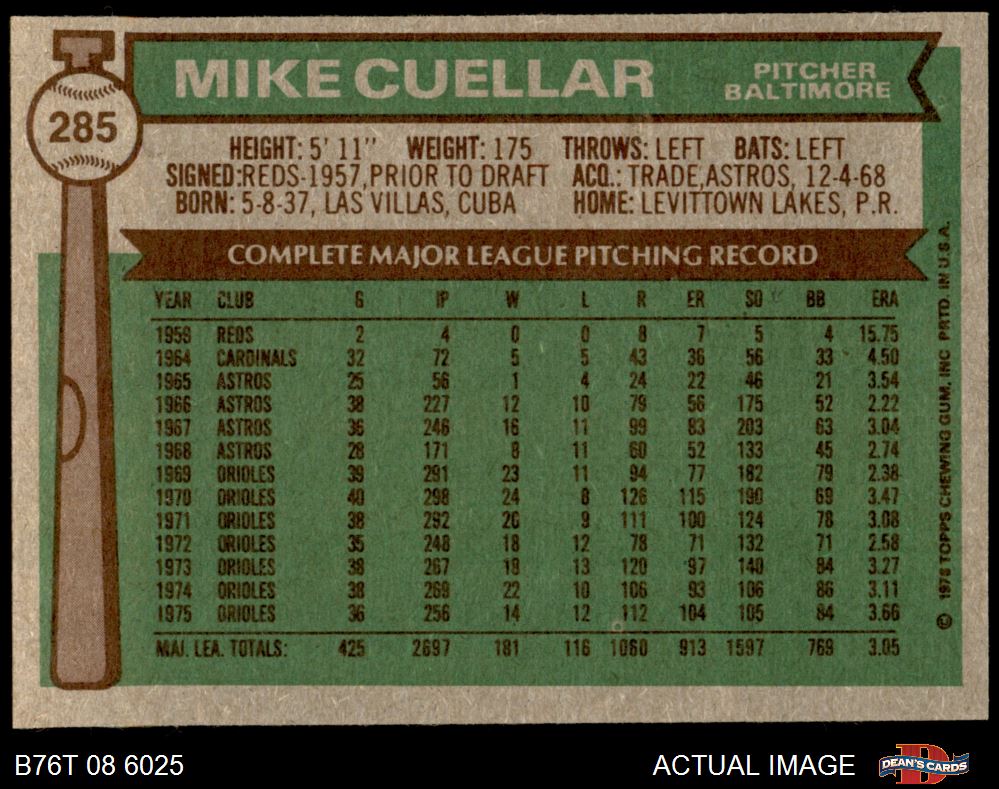 MIKE CUELLAR
PITCHER
BALTIMORE
285
HEIGHT: 5' 11" WEIGHT: 175 THROWS: LEFT BATS: LEFT
SIGNED:REDS-1957,PRIOR TO DRAFT ACQ.: TRADE,ASTROS, 12-4-68
BORN: 5-8-37, LAS VILLAS, CUBA HOME: LEVITTOWN LAKES, P.R.
COMPLETE MAJOR LEAGUE PITCHING RECORD
YEAR CLUB G IP W L R ER SO BB ERA
1959 REDS 2 4 0 0 8 7 5 4 15.75
1964 CARDINALS 32 72 5 5 43 36 56 33 4.50
1965 ASTROS 25 56 1 4 24 22 46 21 3.54
1966 ASTROS 38 227 12 10 79 56 175 52 2.22
1967 ASTROS 36 246 16 11 99 83 203 63 3.04
1968 ASTROS 28 171 8 11 60 52 133 45 2.74
1969 ORIOLES 39 291 23 11 94 77 182 79 2.38
1970 ORIOLES 40 298 24 8 126 115 190 69 3.47
1971 ORIOLES 38 292 20 9 111 100 124 78 3.08
1972 ORIOLES 35 248 18 12 78 71 132 71 2.58
1973 ORIOLES 38 267 18 13 120 97 140 84 3.27
1974 ORIOLES 38 269 22 10 106 93 106 86 3.11
1975 ORIOLES 36 256 14 12 112 104 105 84 3.66
MAJ. LEA. TOTALS: 425 2697 181 116 1060 913 1597 769 3.05
© 1976 TOPPS CHEWING GUM, INC PRTD. IN U.S.A.
B76T 08 6025
ACTUAL IMAGE
DEAN'S CARDS